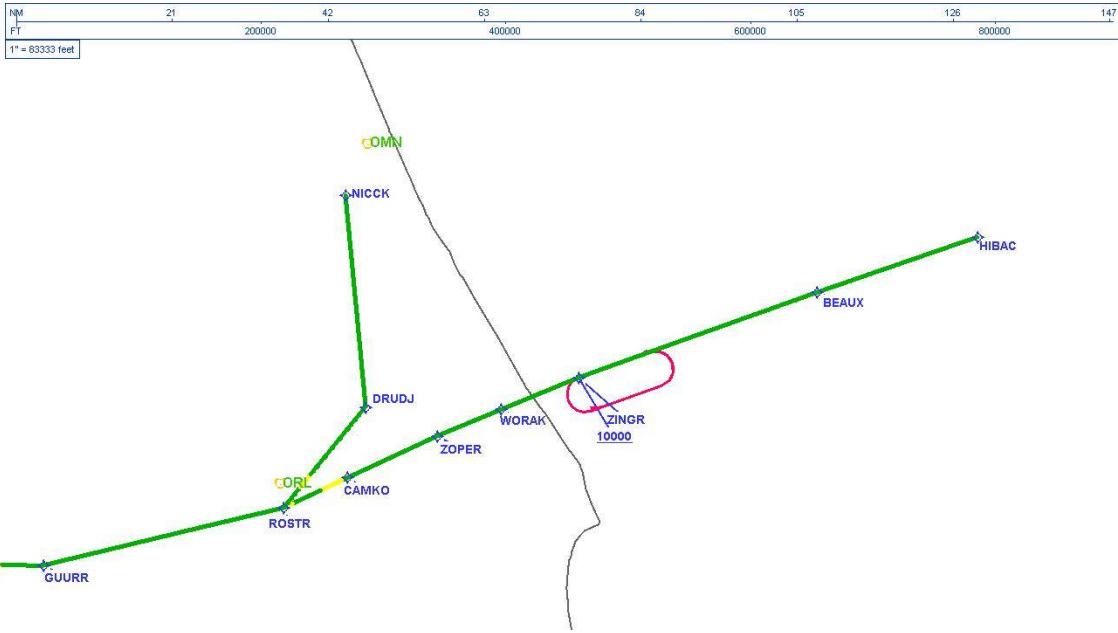 NM 21 42 63 84 105 126 147
FT 200000 400000 600000 800000
1" = 83333 feet
OMN
NICCK
HIBAC
BEAUX
DRUDJ
WORAK
ZINGR
10000
ZOPER
ORL
CAMKO
ROSTR
GUURR